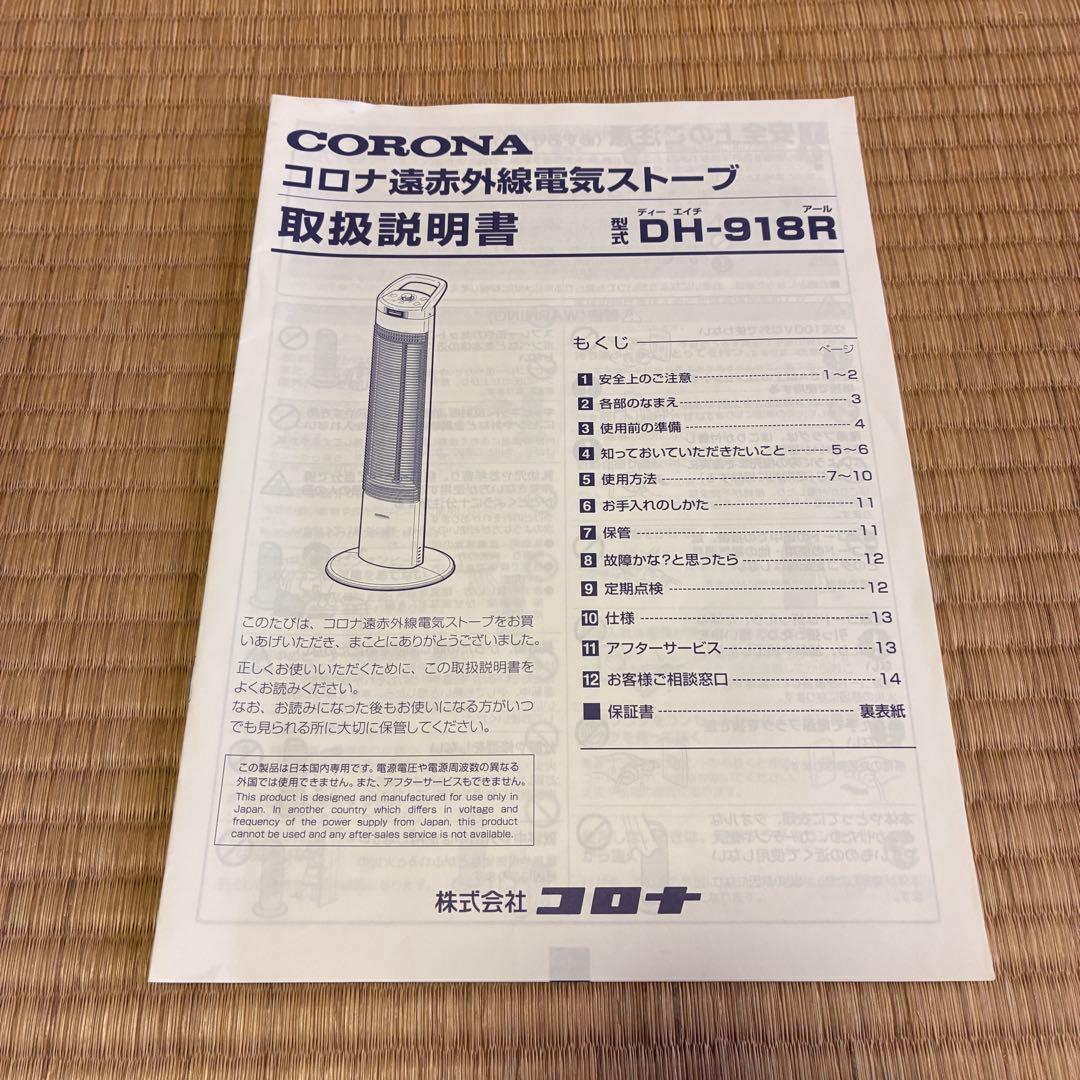 CORONA
コロナ遠赤外線電気ストーブ
取扱説明書
型式
ディー エイチ アール
DH-918R
もくじ
ページ
1 安全上のご注意 1～2
2 各部のなまえ 3
3 使用前の準備 4
4 知っておいていただきたいこと 5～6
5 使用方法 7～10
6 お手入れのしかた 11
7 保管 11
8 故障かな？と思ったら 12
9 定期点検 12
10 仕様 13
11 アフターサービス 13
12 お客様ご相談窓口 14
■ 保証書 裏表紙
このたびは、コロナ遠赤外線電気ストーブをお買
いあげいただき、まことにありがとうございました。
正しくお使いいただくために、この取扱説明書を
よくお読みください。
なお、お読みになった後もお使いになる方がいつ
でも見られる所に大切に保管してください。
この製品は日本国内専用です。電源電圧や電源周波数の異なる
外国では使用できません。また、アフターサービスもできません。
This product is designed and manufactured for use only in
Japan. In another country which differs in voltage and
frequency of the power supply from Japan, this product
cannot be used and any after-sales service is not available.
株式会社 コロナ